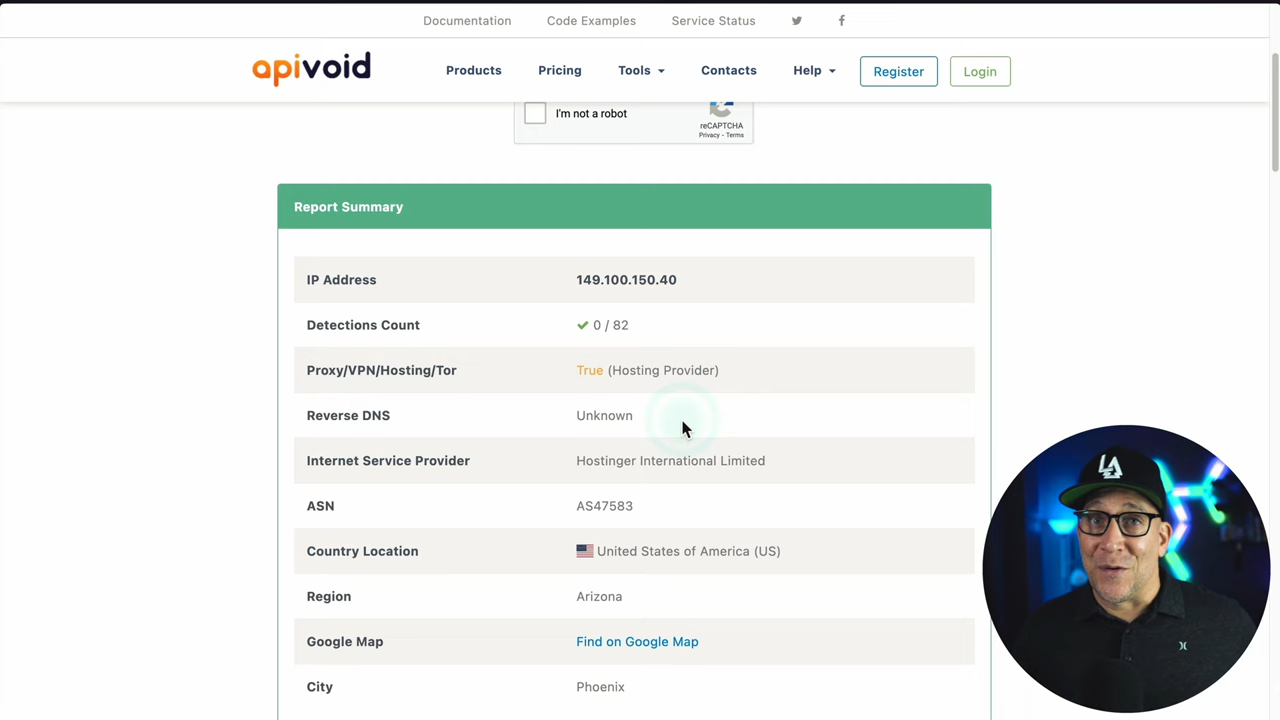 Documentation Code Examples Service Status
apivoid Products Pricing Tools Contacts Help Register Login
I'm not a robot
reCAPTCHA
Privacy - Terms
Report Summary
IP Address 149.100.150.40
Detections Count 0 / 82
Proxy/VPN/Hosting/Tor True (Hosting Provider)
Reverse DNS Unknown
Internet Service Provider Hostinger International Limited
ASN AS47583
Country Location United States of America (US)
Region Arizona
Google Map Find on Google Map
City Phoenix
LA